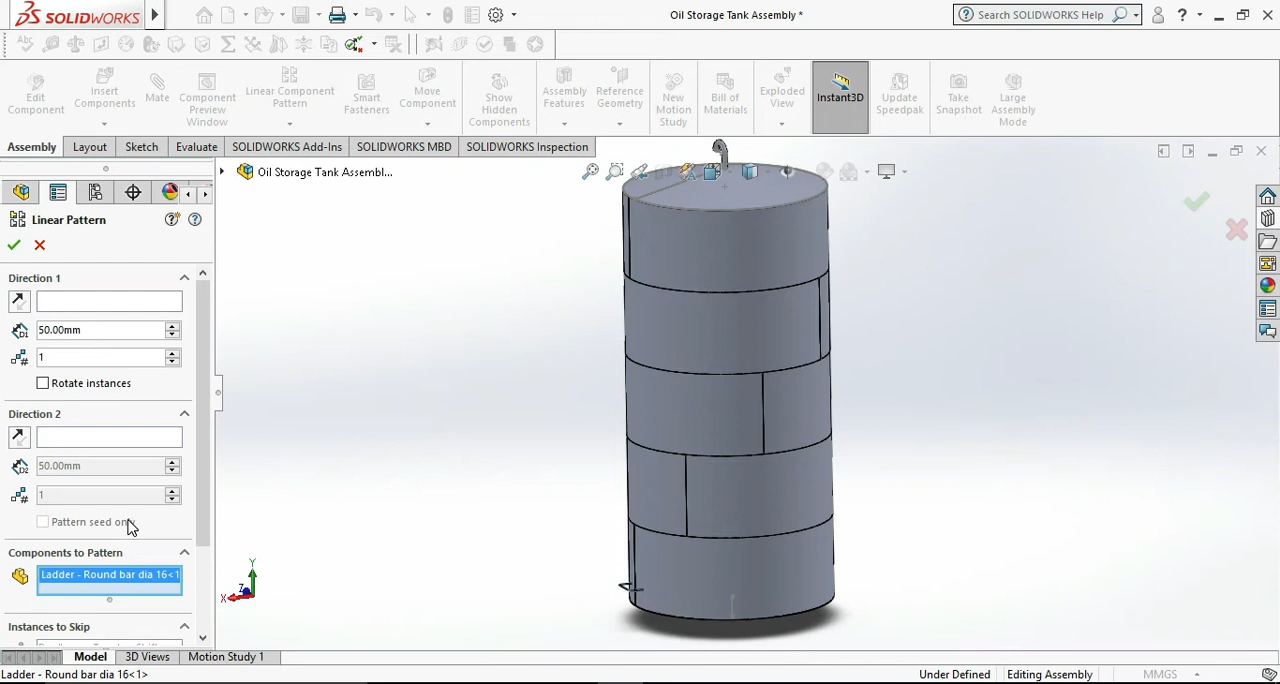 SOLIDWORKS
Oil Storage Tank Assembly *
Search SOLIDWORKS Help
?
Edit Component
Insert Components
Mate
Component Preview Window
Linear Component Pattern
Smart Fasteners
Move Component
Show Hidden Components
Assembly Features
Reference Geometry
New Motion Study
Bill of Materials
Exploded View
Instant3D
Update Speedpak
Take Snapshot
Large Assembly Mode
Assembly
Layout
Sketch
Evaluate
SOLIDWORKS Add-Ins
SOLIDWORKS MBD
SOLIDWORKS Inspection
Oil Storage Tank Assembl...
Linear Pattern
Direction 1
50.00mm
1
Rotate instances
Direction 2
50.00mm
1
Pattern seed only
Components to Pattern
Ladder - Round bar dia 16<1
Instances to Skip
Y
X
Z
Model
3D Views
Motion Study 1
Ladder - Round bar dia 16<1>
Under Defined
Editing Assembly
MMGS